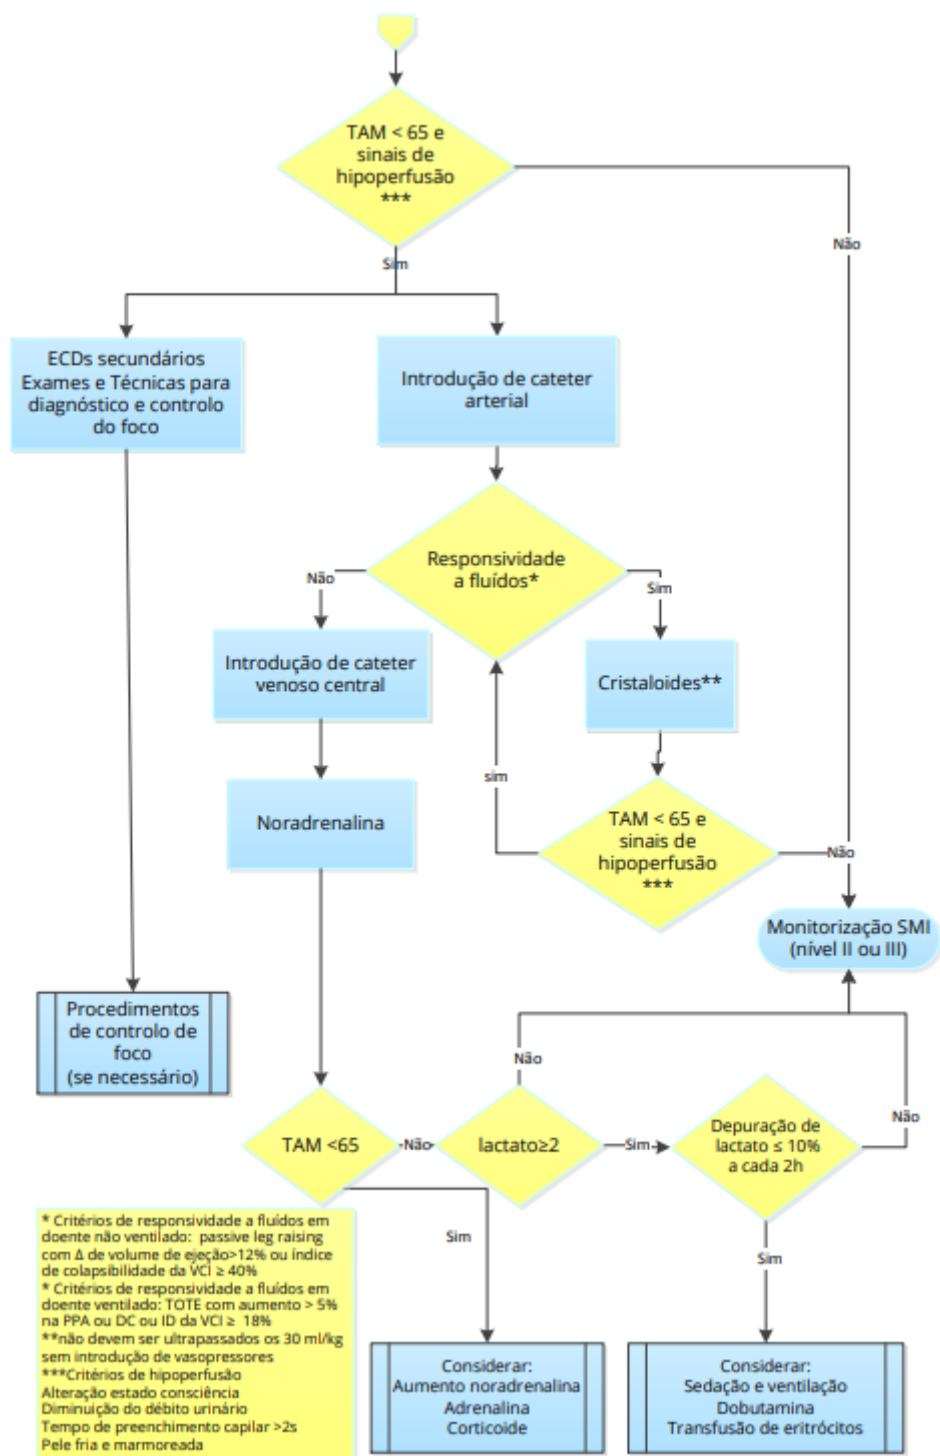 TAM < 65 e
sinais de
hipoperfusão
***
Não
Sim
ECDs secundários
Exames e Técnicas para
diagnóstico e controlo
do foco
Introdução de cateter
arterial
Responsividade
a fluídos*
Não
Sim
Introdução de cateter
venoso central
Cristaloides**
sim
Noradrenalina
TAM < 65 e
sinais de
hipoperfusão
***
Não
Monitorização SMI
(nível II ou III)
Procedimentos
de controlo de
foco
(se necessário)
Não
Não
TAM <65
Não
lactato≥2
Sim
Depuração de
lactato ≤ 10%
a cada 2h
Sim
Sim
* Critérios de responsividade a fluídos em
doente não ventilado: passive leg raising
com Δ de volume de ejeção>12% ou índice
de colapsibilidade da VCI ≥ 40%
* Critérios de responsividade a fluídos em
doente ventilado: TOTE com aumento > 5%
na PPA ou DC ou ID da VCI ≥ 18%
**não devem ser ultrapassados os 30 ml/kg
sem introdução de vasopressores
***Critérios de hipoperfusão
Alteração estado consciência
Diminuição do débito urinário
Tempo de preenchimento capilar >2s
Pele fria e marmoreada
Considerar:
Aumento noradrenalina
Adrenalina
Corticoide
Considerar:
Sedação e ventilação
Dobutamina
Transfusão de eritrócitos